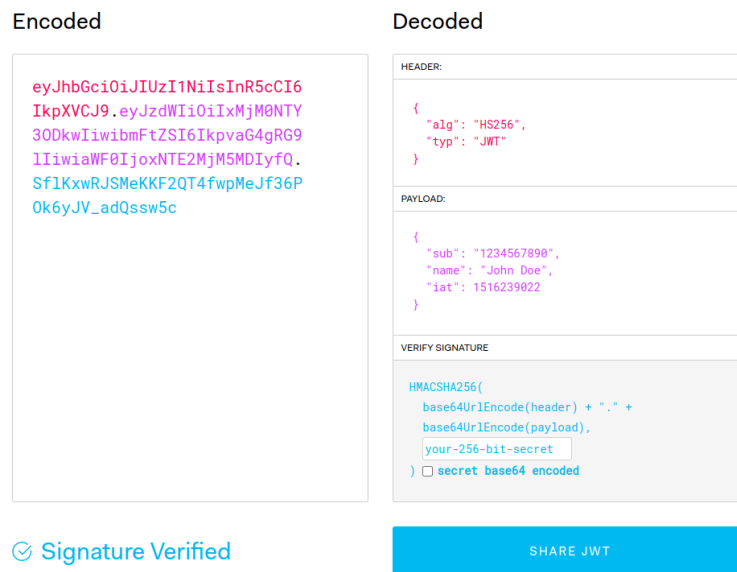 Encoded
eyJhbGciOiJIUzI1NiIsInR5cCI6
IkpXVCJ9.eyJzdWIiOiIxMjM0NTY
3ODkwIiwibmFtZSI6IkpvaG4gRG9
lIiwiaWF0IjoxNTE2MjM5MDIyfQ.
SflKxwRJSMeKKF2QT4fwpMeJf36P
Ok6yJV_adQssw5c
Signature Verified
Decoded
HEADER:
{
"alg": "HS256",
"typ": "JWT"
}
PAYLOAD:
{
"sub": "1234567890",
"name": "John Doe",
"iat": 1516239022
}
VERIFY SIGNATURE
HMACSHA256(
base64UrlEncode(header) + "." +
base64UrlEncode(payload),
your-256-bit-secret
) secret base64 encoded
SHARE JWT